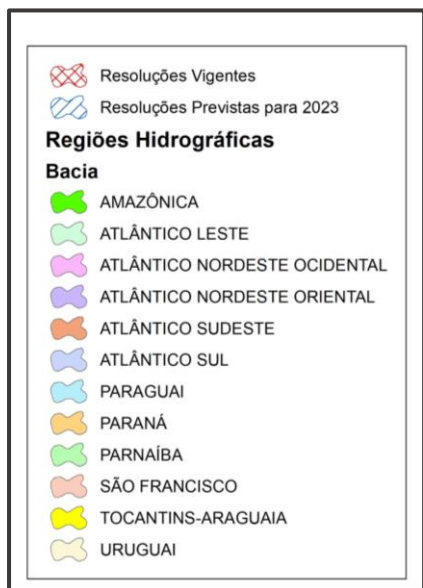 Resoluções Vigentes
Resoluções Previstas para 2023
Regiões Hidrográficas
Bacia
AMAZÔNICA
ATLÂNTICO LESTE
ATLÂNTICO NORDESTE OCIDENTAL
ATLÂNTICO NORDESTE ORIENTAL
ATLÂNTICO SUDESTE
ATLÂNTICO SUL
PARAGUAI
PARANÁ
PARNAÍBA
SÃO FRANCISCO
TOCANTINS-ARAGUAIA
URUGUAI